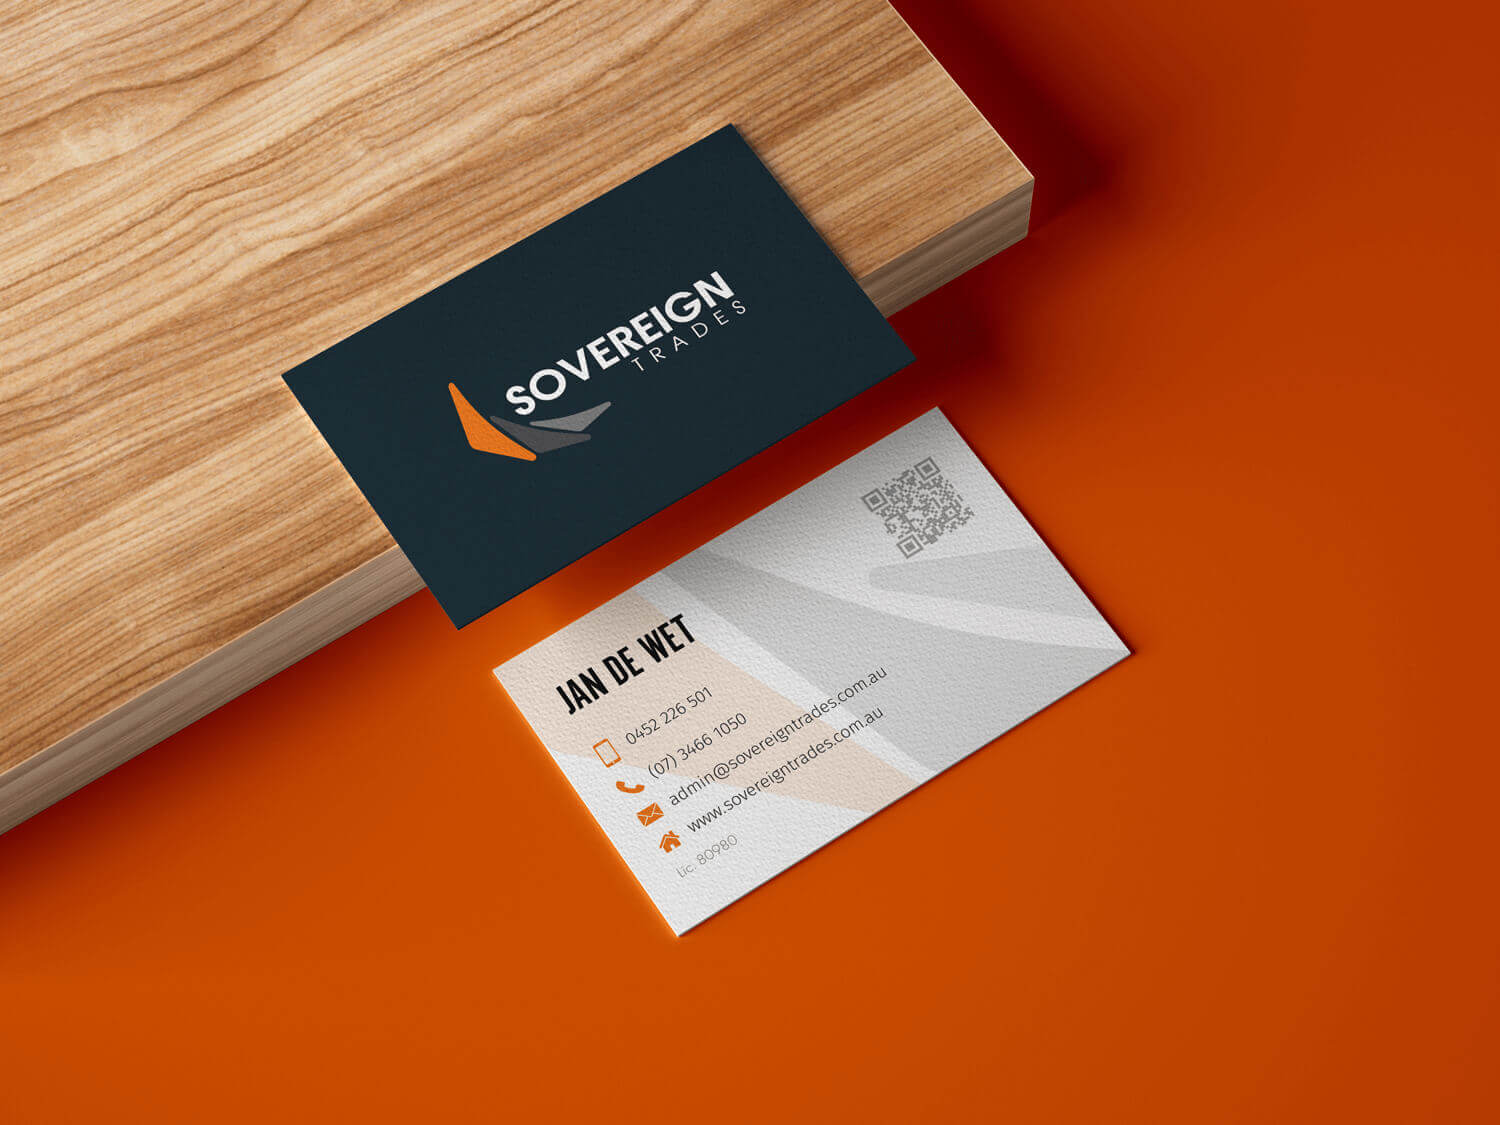 SOVEREIGN
TRADES
JAN DE WET
0452 226 501
(07) 3466 1050
admin@sovereigntrades.com.au
www.sovereigntrades.com.au
Lic. 80980